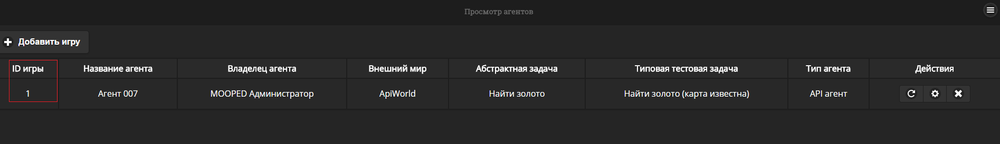 Просмотр агентов
Добавить игру
ID игры Название агента Владелец агента Внешний мир Абстрактная задача Типовая тестовая задача Тип агента Действия
1 Агент 007 MOOPED Администратор ApiWorld Найти золото Найти золото (карта известна) API агент